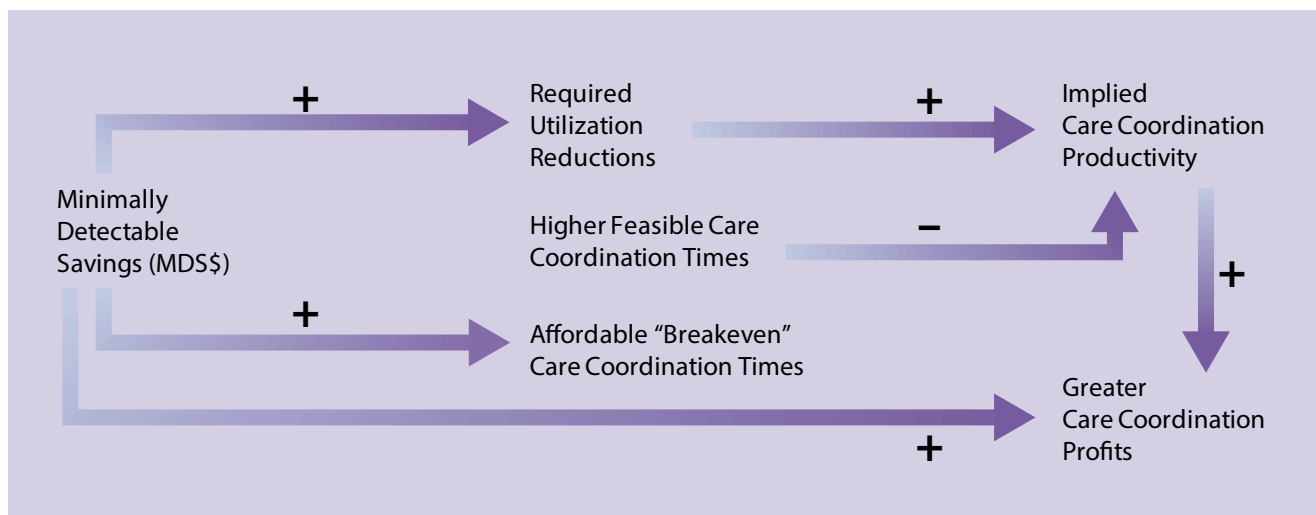 +
Required
Utilization
Reductions
+
Implied
Care Coordination
Productivity
Minimally
Detectable
Savings (MDS$)
Higher Feasible Care
Coordination Times
–
+
+
Affordable “Breakeven”
Care Coordination Times
Greater
Care Coordination
Profits
+